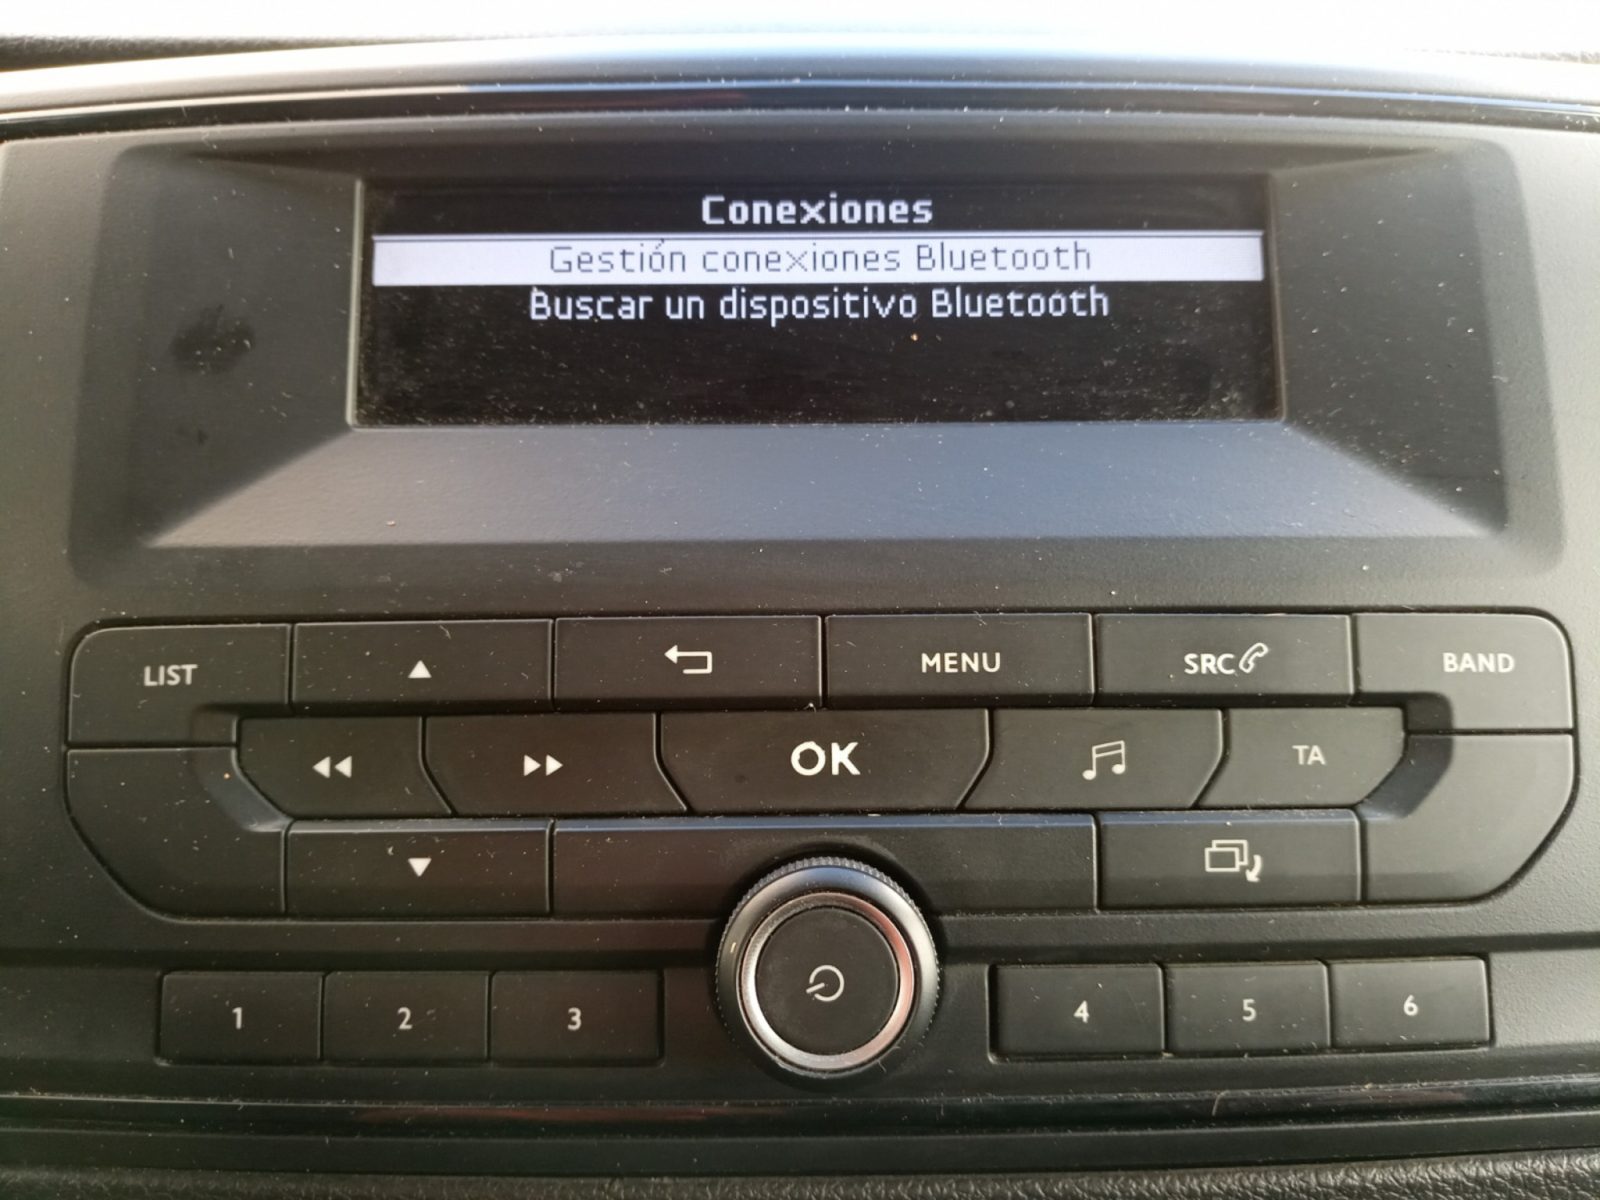 Conexiones
Gestión conexiones Bluetooth
Buscar un dispositivo Bluetooth
LIST
MENU
SRC
BAND
OK
TA
1
2
3
4
5
6